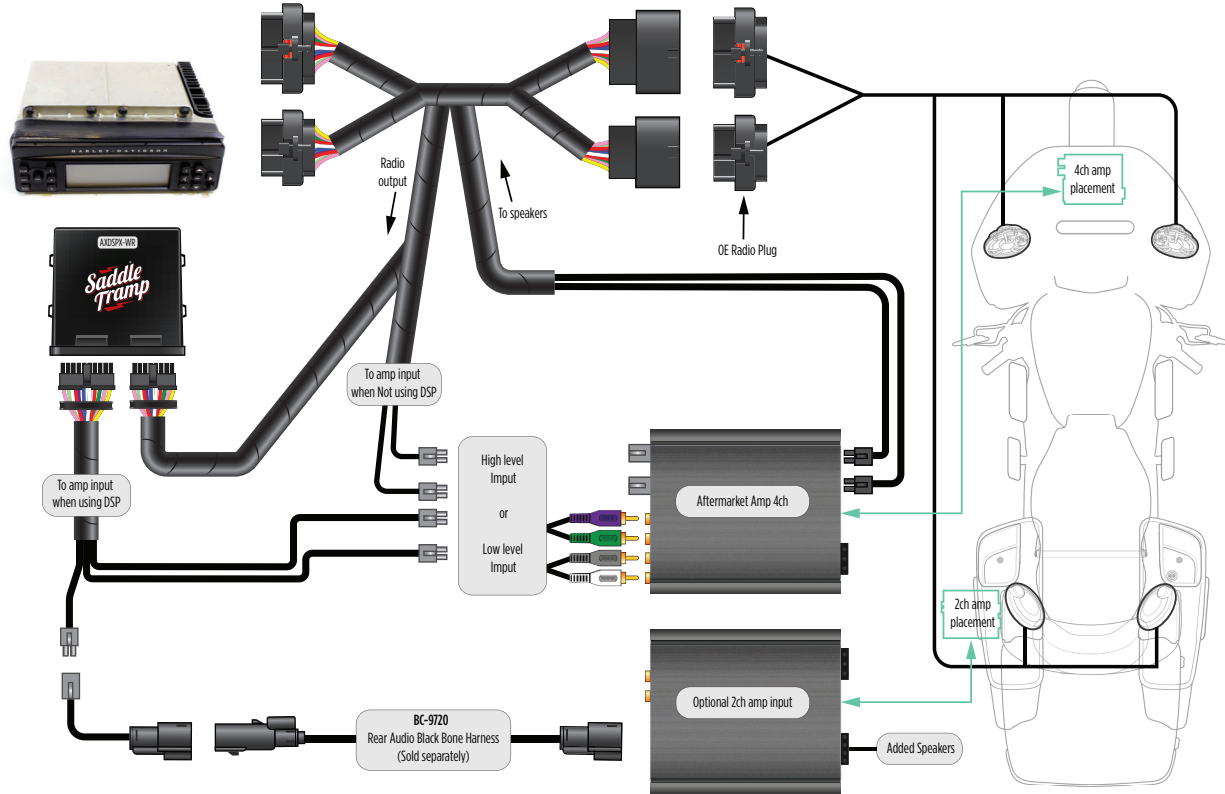 HARLEY-DAVIDSON
Radio
output
To speakers
OE Radio Plug
4ch amp
placement
AXDSPX-WR
Saddle
Tramp
To amp input
when Not using DSP
To amp input
when using DSP
High level
Imput
or
Low level
Imput
Aftermarket Amp 4ch
2ch amp
placement
Optional 2ch amp input
BC-9720
Rear Audio Black Bone Harness
(Sold separately)
Added Speakers